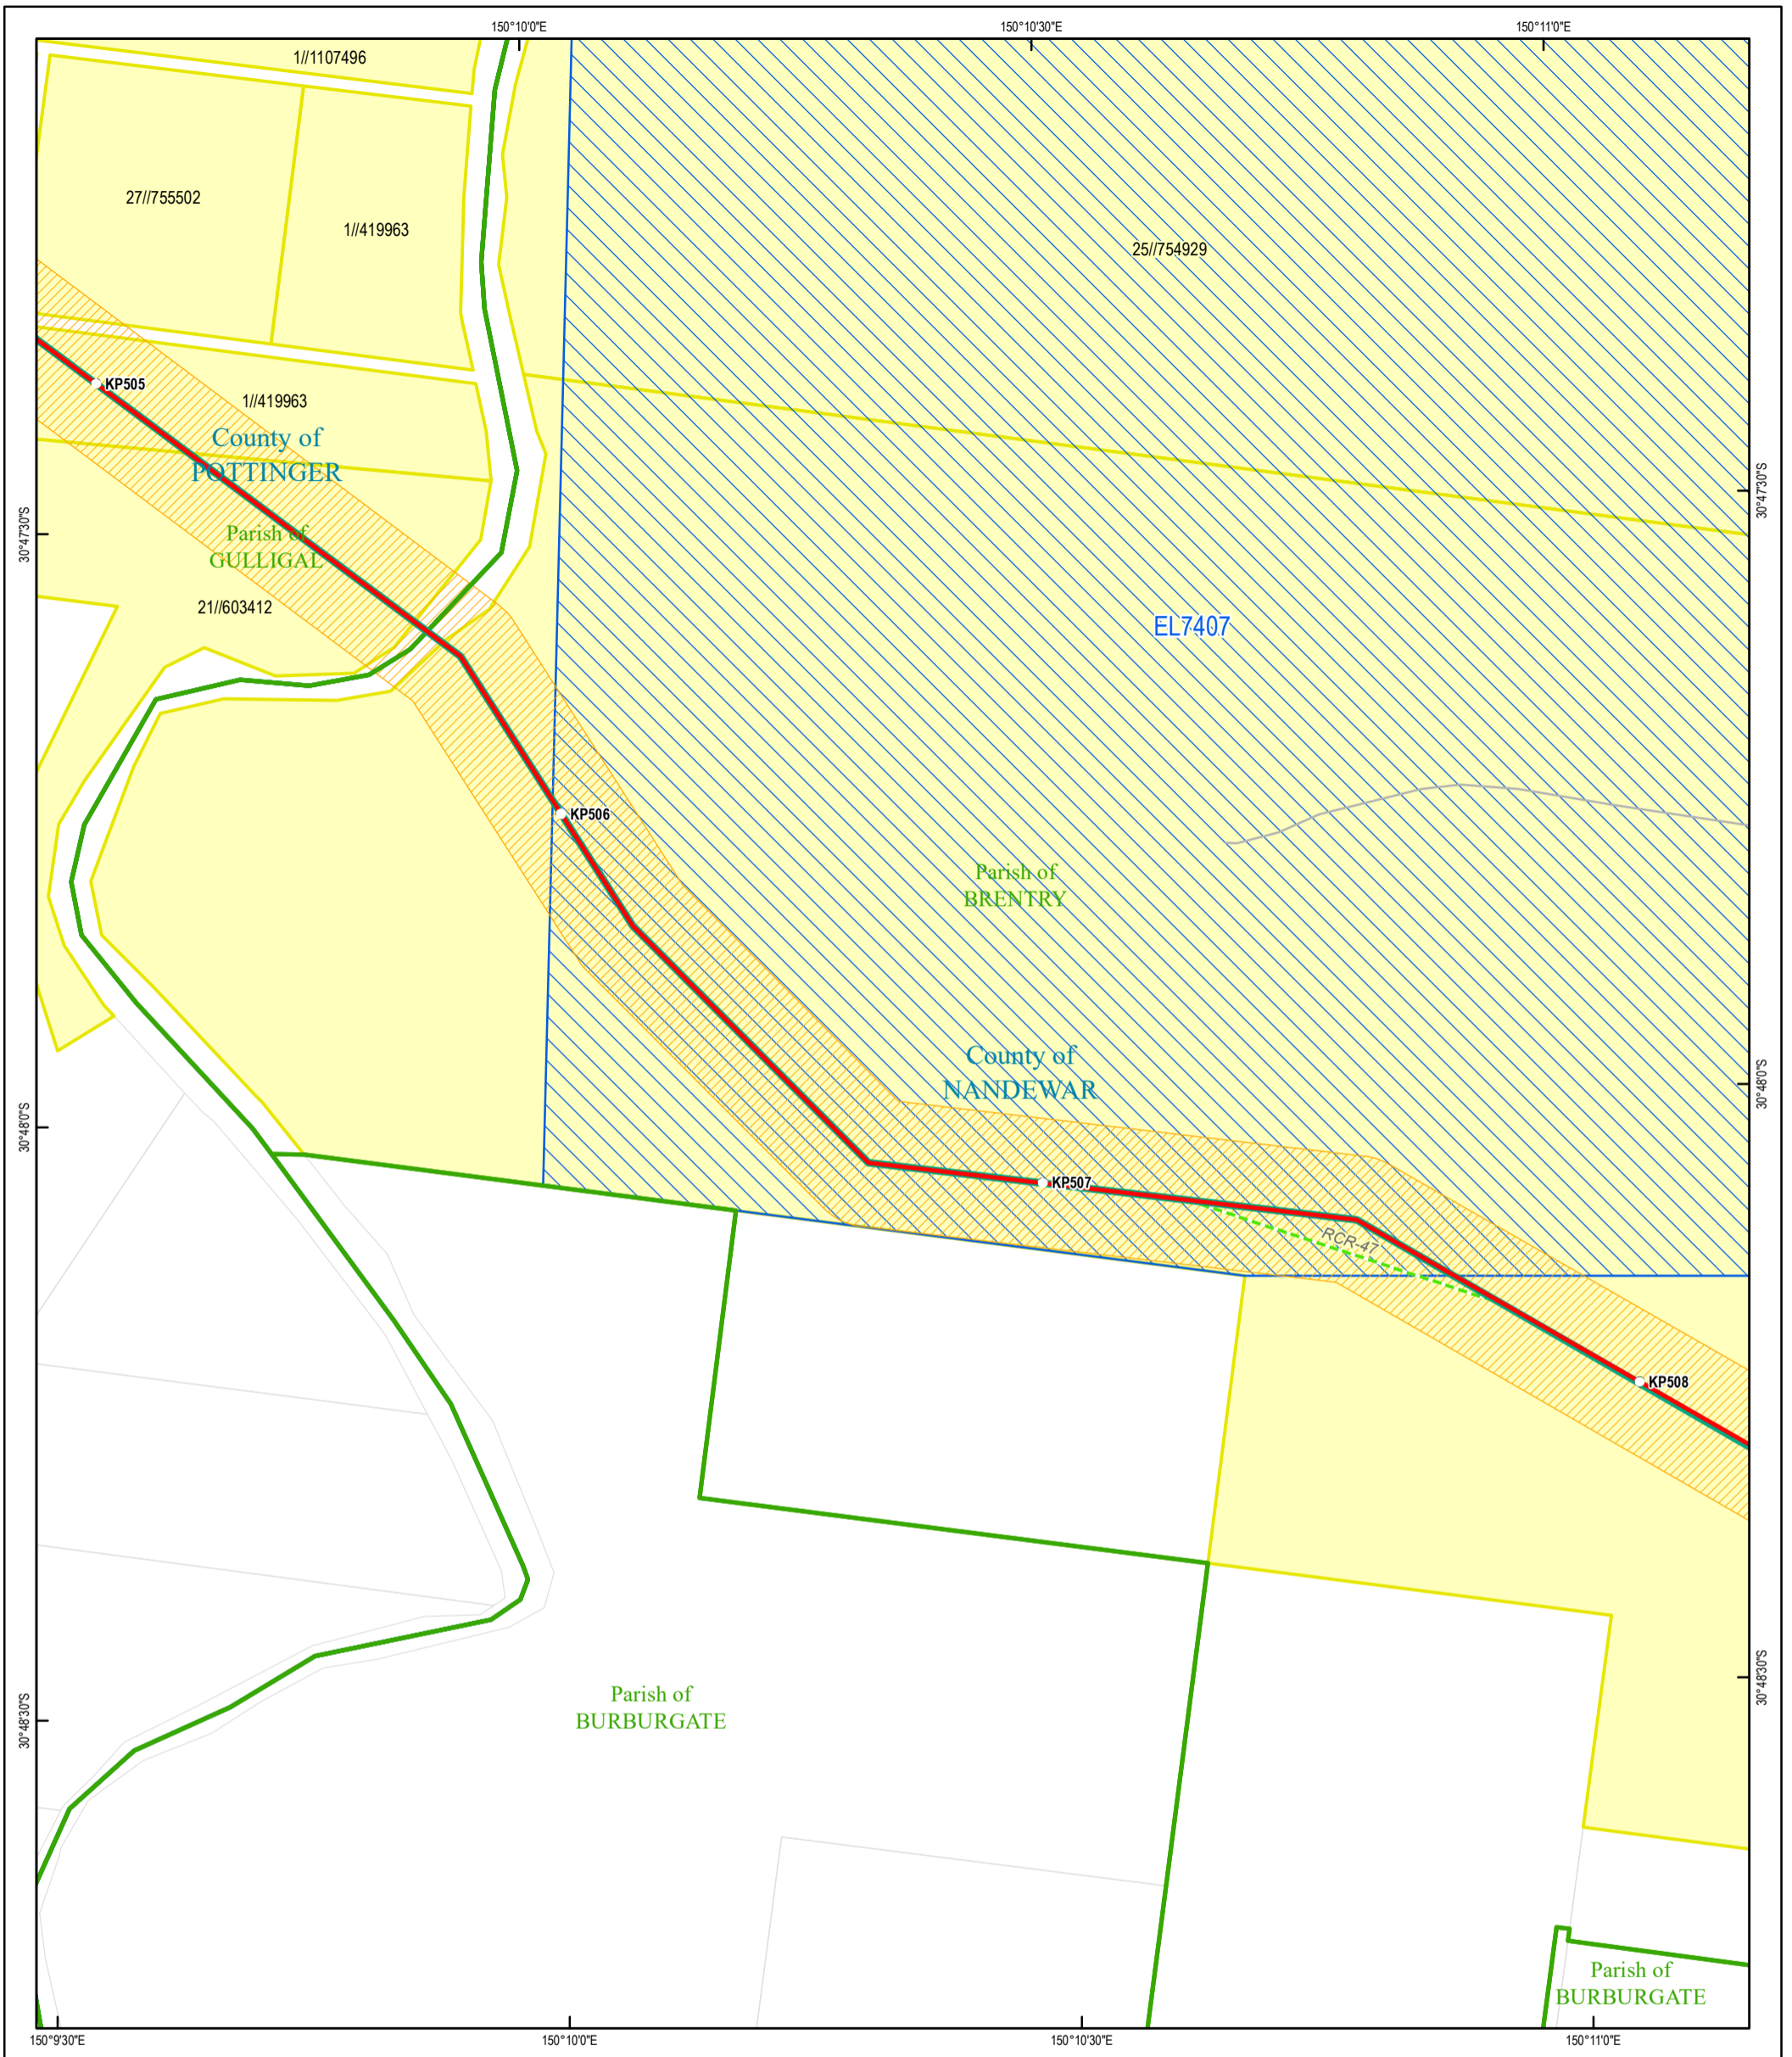 150°10'0"E
150°10'30"E
150°11'0"E
1//1107496
27//755502
1//419963
25//754929
KP505
1//419963
County of
POTTINGER
30°47'30"S
30°47'30"S
Parish of
GULLIGAL
21//603412
EL7407
KP506
Parish of
BRENTRY
County of
NANDEWAR
30°48'0"S
30°48'0"S
KP507
RCR-47
KP508
30°48'30"S
30°48'30"S
Parish of
BURBURGATE
Parish of
BURBURGATE
150°9'30"E
150°10'0"E
150°10'30"E
150°11'0"E